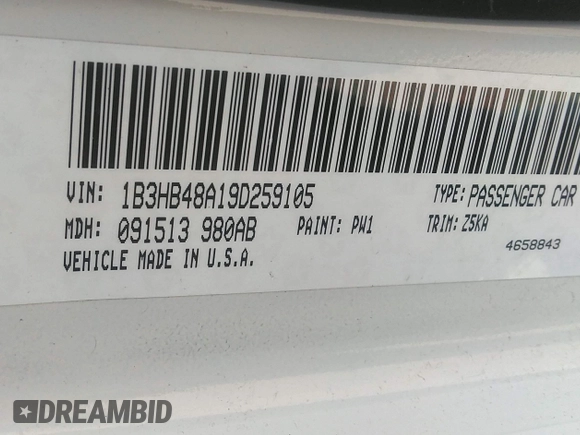 VIN: 1B3HB48A19D259105 TYPE: PASSENGER CAR
MDH: 091513 980AB PAINT: PW1 TRIM: Z5KA
VEHICLE MADE IN U.S.A. 4658843
DREAMBID